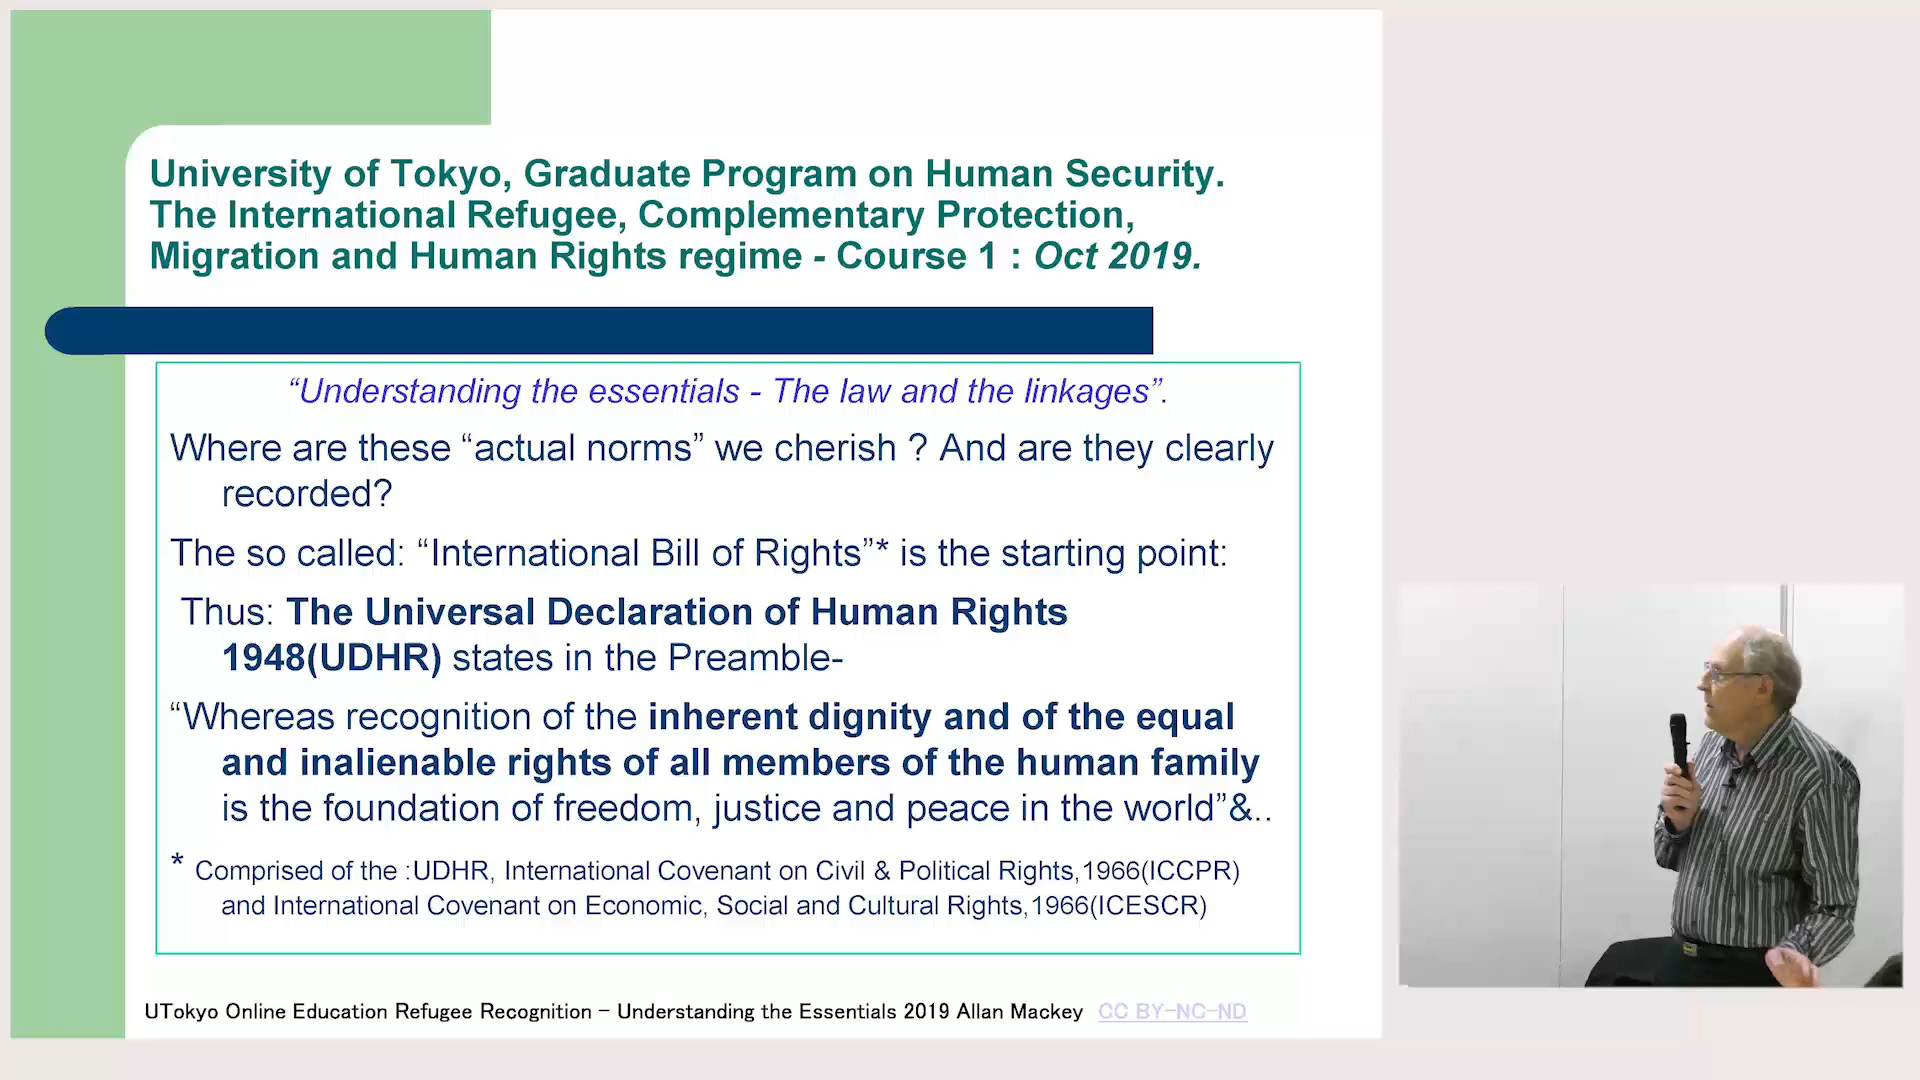 University of Tokyo, Graduate Program on Human Security.
The International Refugee, Complementary Protection,
Migration and Human Rights regime - Course 1 : Oct 2019.
“Understanding the essentials - The law and the linkages”.
Where are these “actual norms” we cherish ? And are they clearly
recorded?
The so called: “International Bill of Rights”* is the starting point:
Thus: The Universal Declaration of Human Rights
1948(UDHR) states in the Preamble-
“Whereas recognition of the inherent dignity and of the equal
and inalienable rights of all members of the human family
is the foundation of freedom, justice and peace in the world”&..
* Comprised of the :UDHR, International Covenant on Civil & Political Rights,1966(ICCPR)
and International Covenant on Economic, Social and Cultural Rights,1966(ICESCR)
UTokyo Online Education Refugee Recognition – Understanding the Essentials 2019 Allan Mackey CC BY-NC-ND